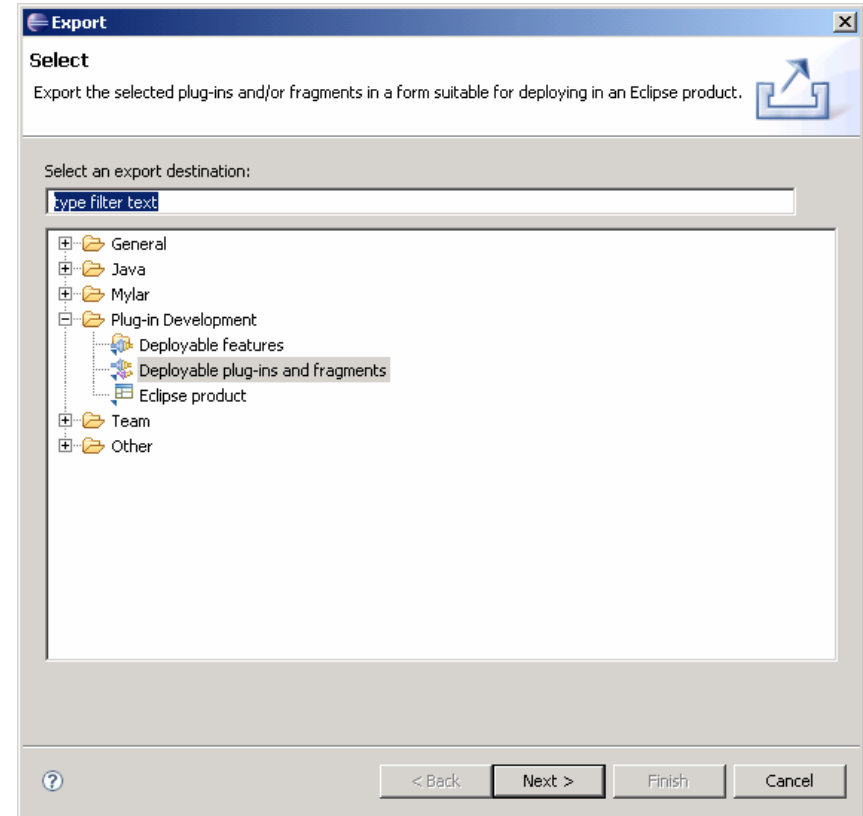 Export
Select
Export the selected plug-ins and/or fragments in a form suitable for deploying in an Eclipse product.
Select an export destination:
type filter text
General
Java
Mylar
Plug-in Development
Deployable features
Deployable plug-ins and fragments
Eclipse product
Team
Other
< Back Next > Finish Cancel